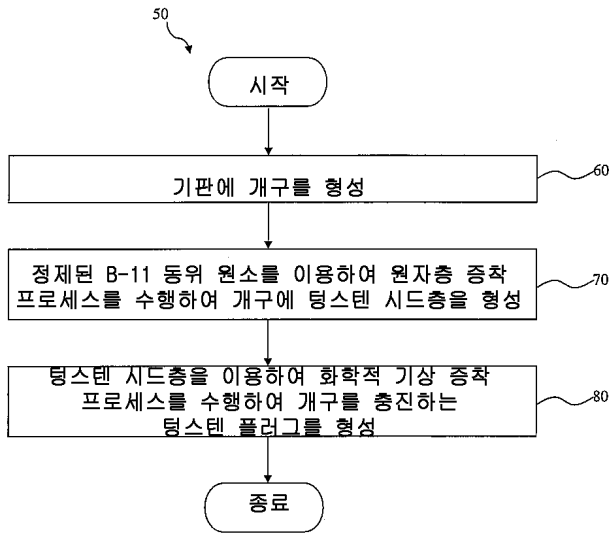 50
시작
기판에 개구를 형성
60
정제된 B-11 동위 원소를 이용하여 원자층 증착
프로세스를 수행하여 개구에 텅스텐 시드층을 형성
70
텅스텐 시드층을 이용하여 화학적 기상 증착
프로세스를 수행하여 개구를 충진하는
텅스텐 플러그를 형성
80
종료